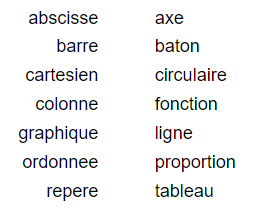 abscisse axe
barre baton
cartesien circulaire
colonne fonction
graphique ligne
ordonnee proportion
repere tableau